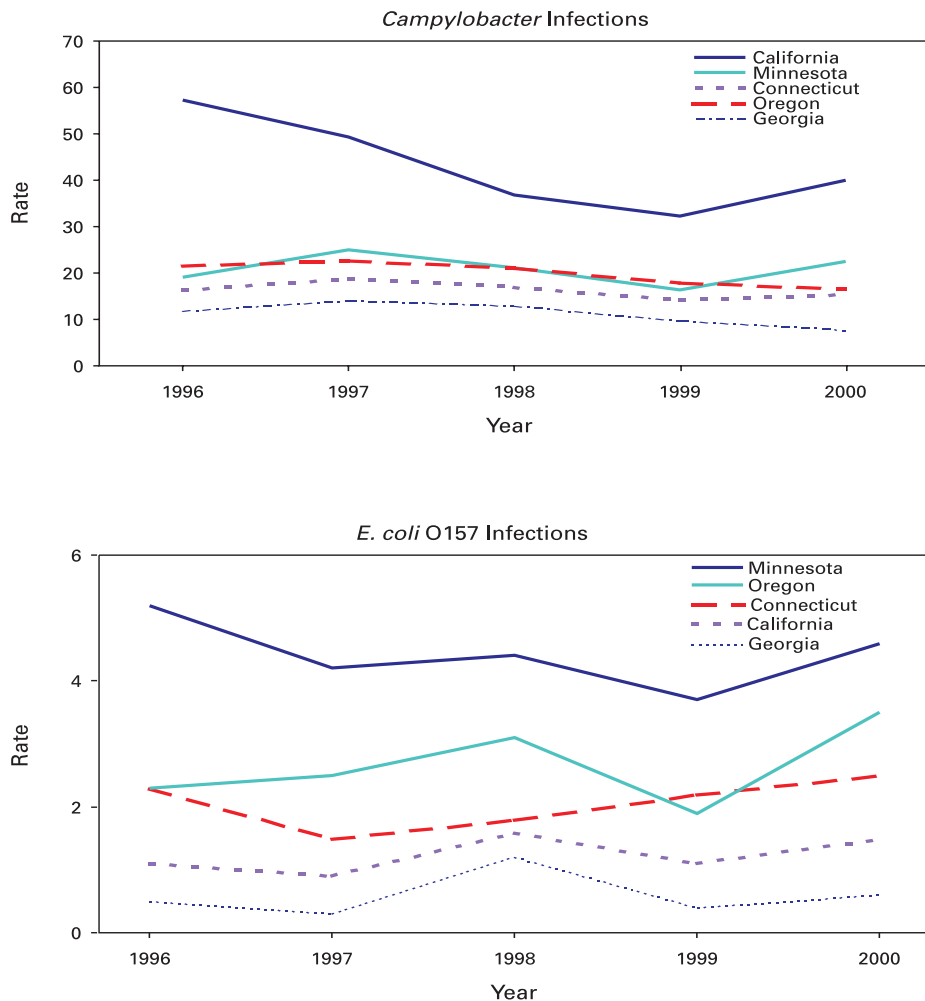 Campylobacter Infections
70
60
50
40
30
20
10
0
Rate
California
Minnesota
Connecticut
Oregon
Georgia
1996 1997 1998 1999 2000
Year
E. coli O157 Infections
6
4
2
0
Rate
Minnesota
Oregon
Connecticut
California
Georgia
1996 1997 1998 1999 2000
Year